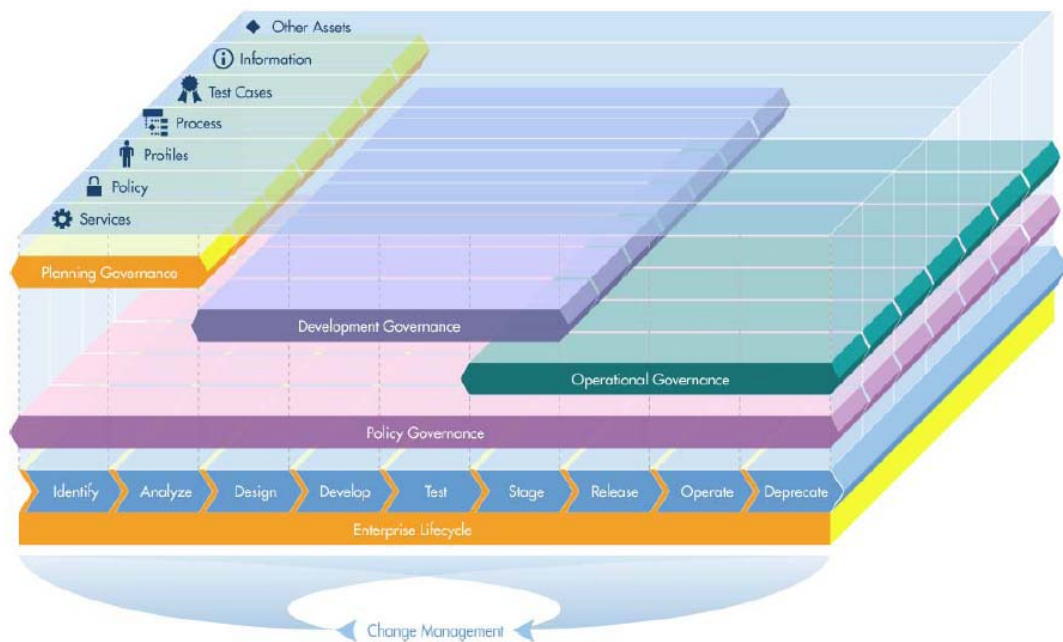 Other Assets
Information
Test Cases
Process
Profiles
Policy
Services
Planning Governance
Development Governance
Operational Governance
Policy Governance
Identify
Analyze
Design
Develop
Test
Stage
Release
Operate
Deprecate
Enterprise Lifecycle
Change Management